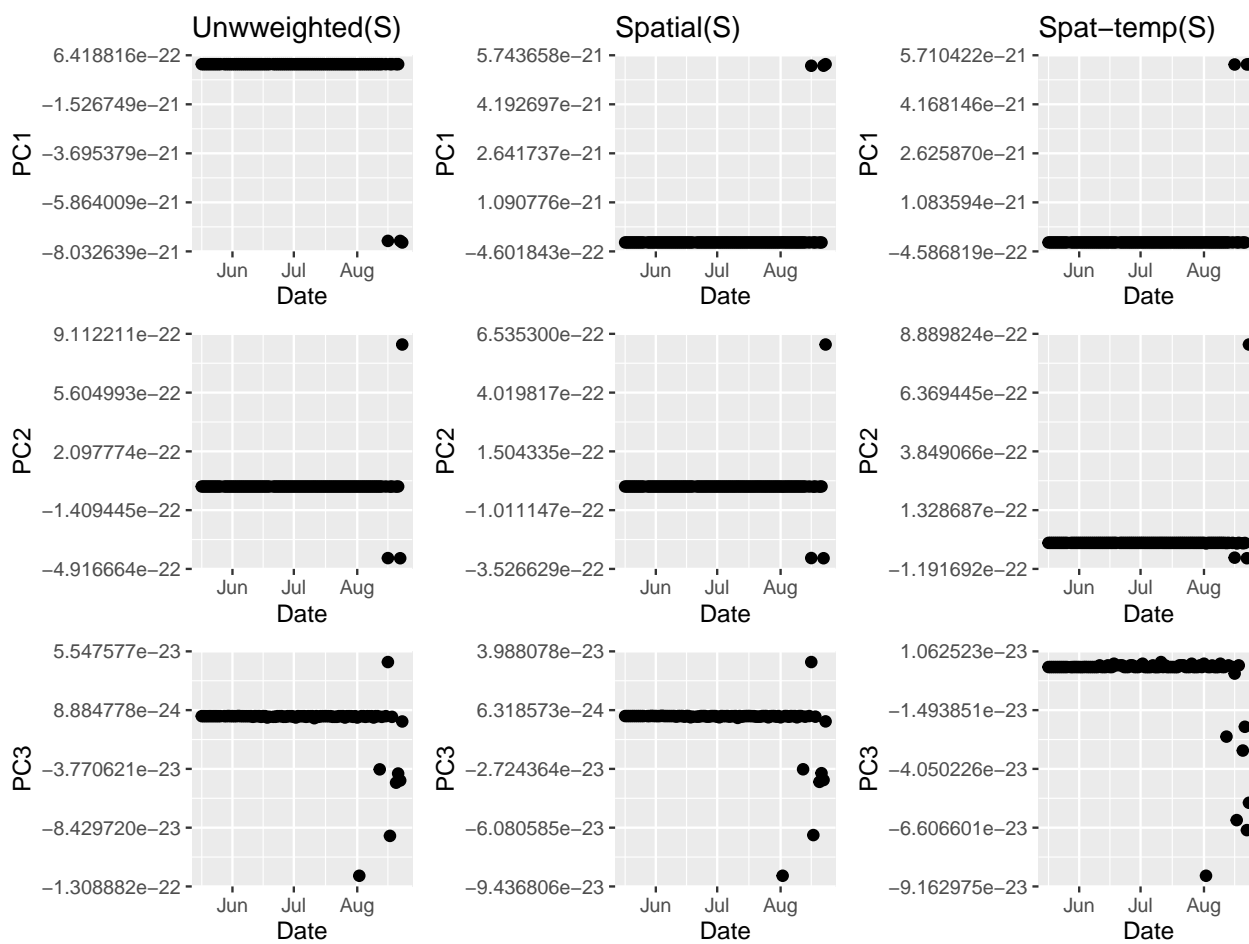 Unwweighted(S)
Spatial(S)
Spat−temp(S)
PC1
6.418816e−22
−1.526749e−21
−3.695379e−21
−5.864009e−21
−8.032639e−21
Jun
Jul
Aug
Date
PC1
5.743658e−21
4.192697e−21
2.641737e−21
1.090776e−21
−4.601843e−22
Jun
Jul
Aug
Date
PC1
5.710422e−21
4.168146e−21
2.625870e−21
1.083594e−21
−4.586819e−22
Jun
Jul
Aug
Date
PC2
9.112211e−22
5.604993e−22
2.097774e−22
−1.409445e−22
−4.916664e−22
Jun
Jul
Aug
Date
PC2
6.535300e−22
4.019817e−22
1.504335e−22
−1.011147e−22
−3.526629e−22
Jun
Jul
Aug
Date
PC2
8.889824e−22
6.369445e−22
3.849066e−22
1.328687e−22
−1.191692e−22
Jun
Jul
Aug
Date
PC3
5.547577e−23
8.884778e−24
−3.770621e−23
−8.429720e−23
−1.308882e−22
Jun
Jul
Aug
Date
PC3
3.988078e−23
6.318573e−24
−2.724364e−23
−6.080585e−23
−9.436806e−23
Jun
Jul
Aug
Date
PC3
1.062523e−23
−1.493851e−23
−4.050226e−23
−6.606601e−23
−9.162975e−23
Jun
Jul
Aug
Date